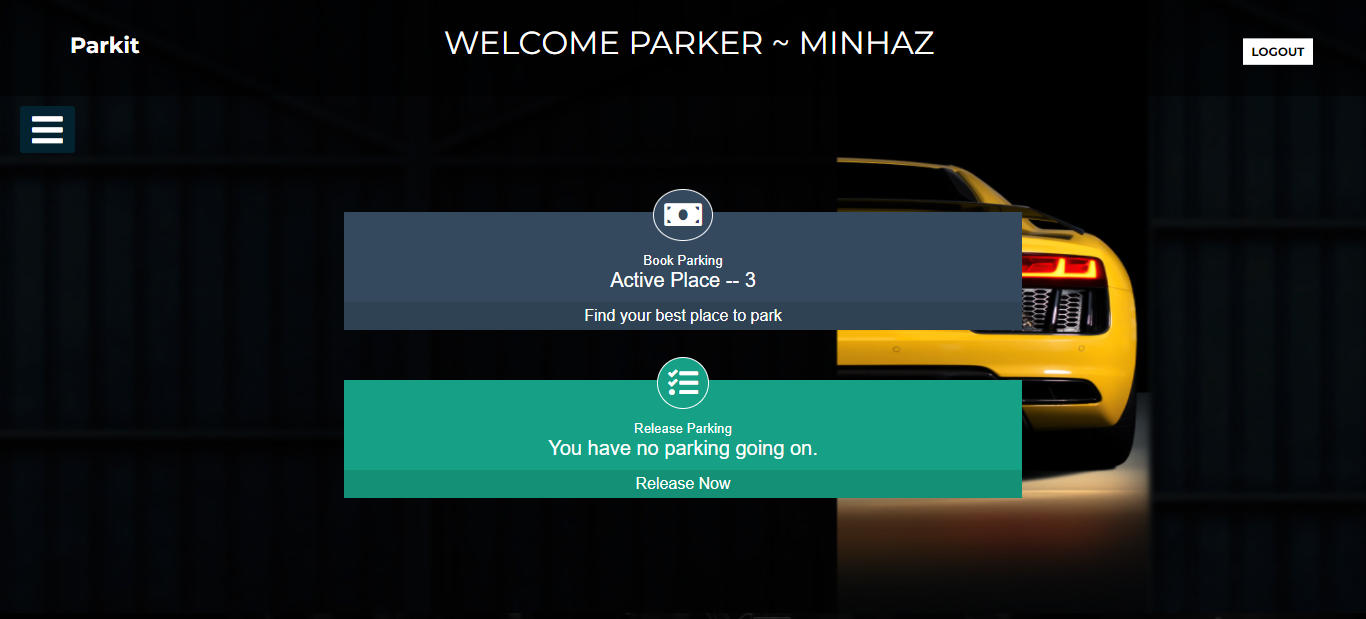 Parkit
WELCOME PARKER ~ MINHAZ
LOGOUT
Book Parking
Active Place -- 3
Find your best place to park
Release Parking
You have no parking going on.
Release Now